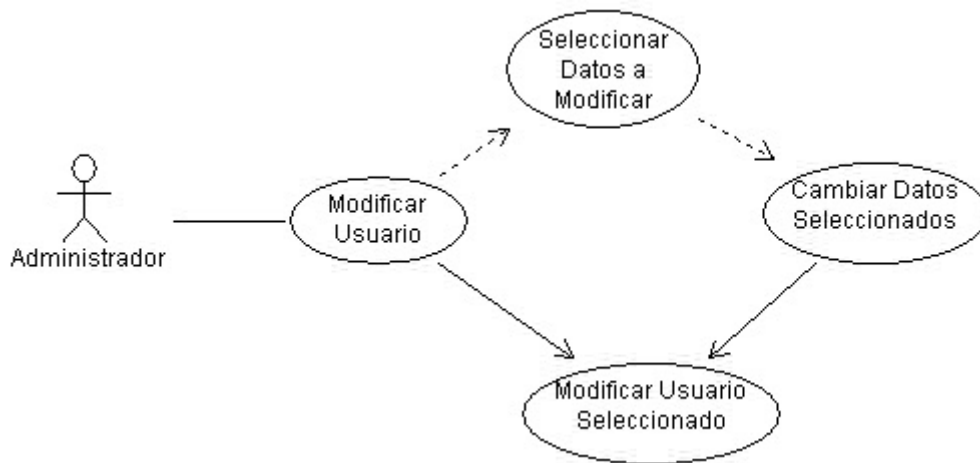 Seleccionar
Datos a
Modificar
Modificar
Usuario
Cambiar Datos
Seleccionados
Administrador
Modificar Usuario
Seleccionado